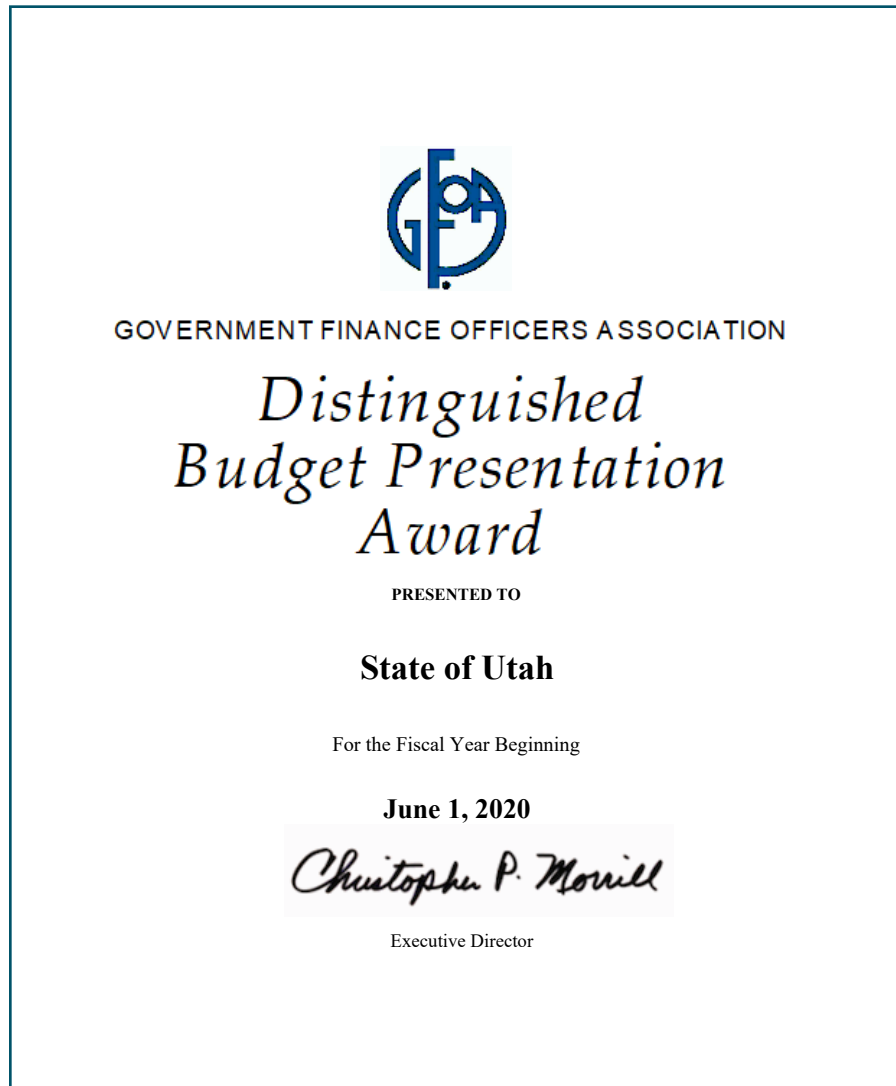 GFOA
GOVERNMENT FINANCE OFFICERS ASSOCIATION
Distinguished
Budget Presentation
Award
PRESENTED TO
State of Utah
For the Fiscal Year Beginning
June 1, 2020
Christopher P. Morrill
Executive Director